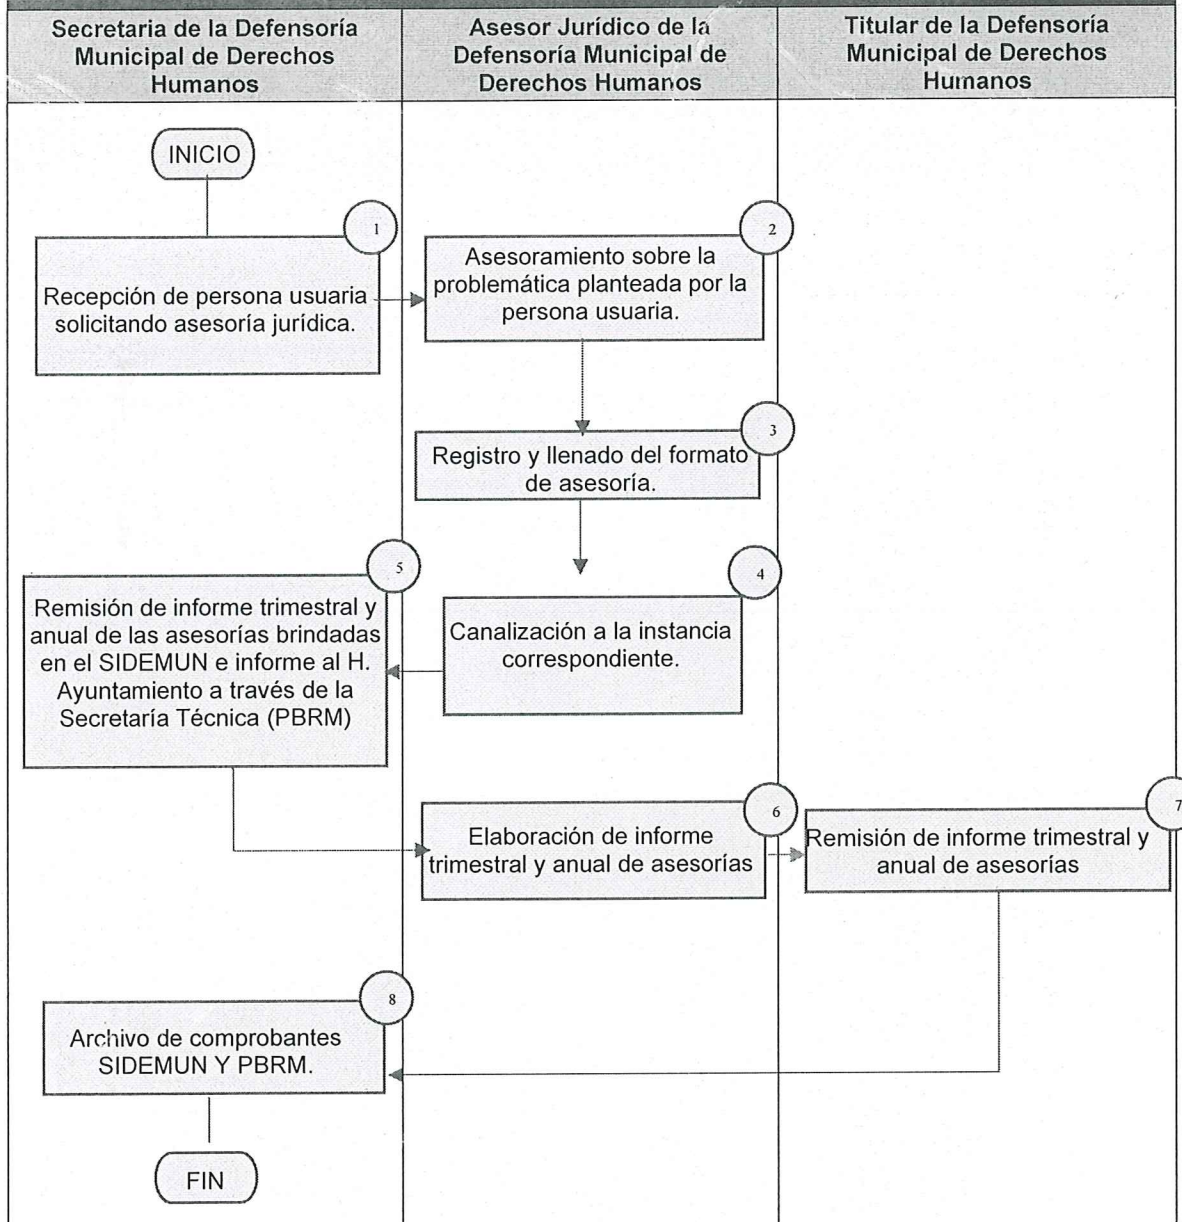 Secretaria de la Defensoría
Municipal de Derechos
Humanos
Asesor Jurídico de la
Defensoría Municipal de
Derechos Humanos
Titular de la Defensoría
Municipal de Derechos
Humanos
INICIO
1
Recepción de persona usuaria
solicitando asesoría jurídica.
2
Asesoramiento sobre la
problemática planteada por la
persona usuaria.
3
Registro y llenado del formato
de asesoría.
4
Canalización a la instancia
correspondiente.
5
Remisión de informe trimestral y
anual de las asesorías brindadas
en el SIDEMUN e informe al H.
Ayuntamiento a través de la
Secretaría Técnica (PBRM)
6
Elaboración de informe
trimestral y anual de asesorías
7
Remisión de informe trimestral y
anual de asesorías
8
Archivo de comprobantes
SIDEMUN Y PBRM.
FIN